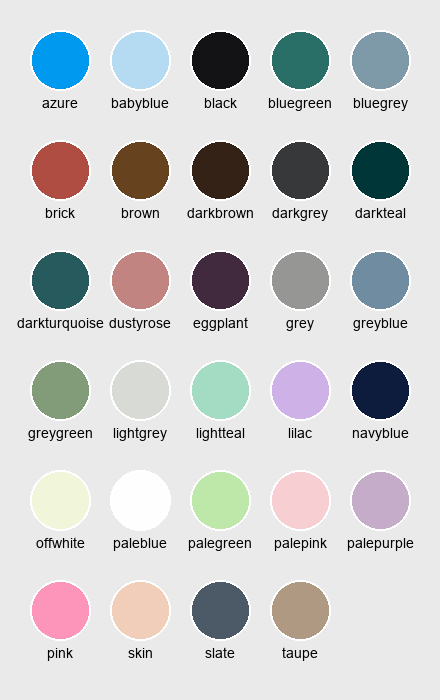 azure babyblue black bluegreen bluegrey
brick brown darkbrown darkgrey darkteal
darkturquoise dustyrose eggplant grey greyblue
greygreen lightgrey lightteal lilac navyblue
offwhite paleblue palegreen palepink palepurple
pink skin slate taupe